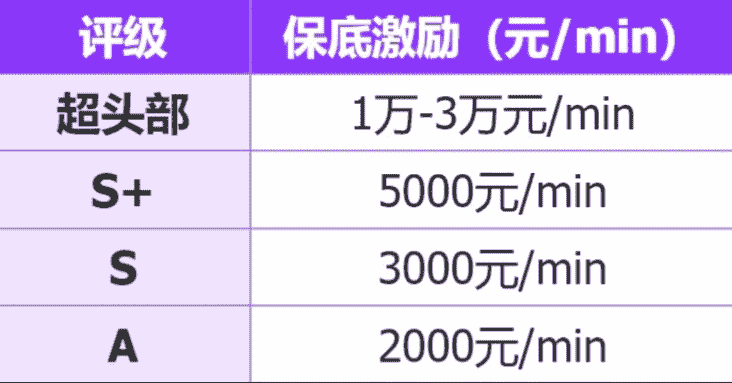 评级 保底激励（元/min）
超头部 1万-3万元/min
S+ 5000元/min
S 3000元/min
A 2000元/min